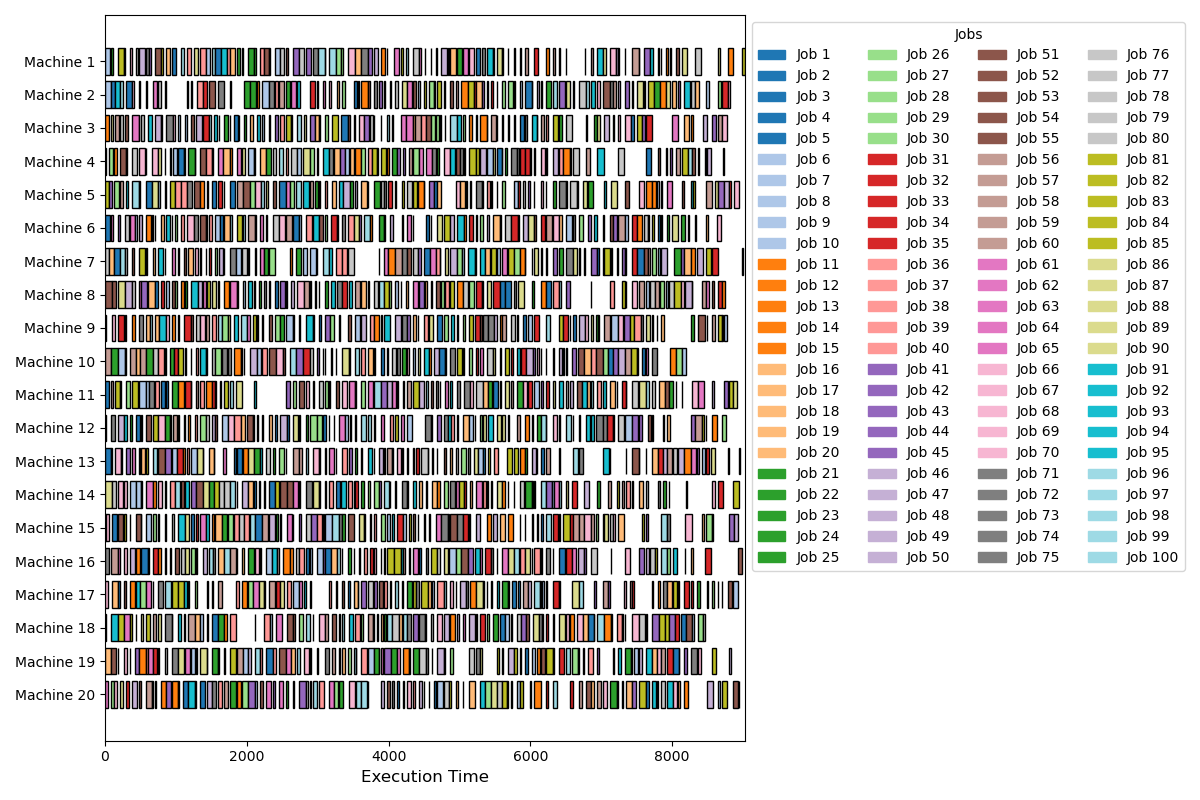 Machine 1
Machine 2
Machine 3
Machine 4
Machine 5
Machine 6
Machine 7
Machine 8
Machine 9
Machine 10
Machine 11
Machine 12
Machine 13
Machine 14
Machine 15
Machine 16
Machine 17
Machine 18
Machine 19
Machine 20
0 2000 4000 6000 8000
Execution Time
Jobs
Job 1 Job 26 Job 51 Job 76
Job 2 Job 27 Job 52 Job 77
Job 3 Job 28 Job 53 Job 78
Job 4 Job 29 Job 54 Job 79
Job 5 Job 30 Job 55 Job 80
Job 6 Job 31 Job 56 Job 81
Job 7 Job 32 Job 57 Job 82
Job 8 Job 33 Job 58 Job 83
Job 9 Job 34 Job 59 Job 84
Job 10 Job 35 Job 60 Job 85
Job 11 Job 36 Job 61 Job 86
Job 12 Job 37 Job 62 Job 87
Job 13 Job 38 Job 63 Job 88
Job 14 Job 39 Job 64 Job 89
Job 15 Job 40 Job 65 Job 90
Job 16 Job 41 Job 66 Job 91
Job 17 Job 42 Job 67 Job 92
Job 18 Job 43 Job 68 Job 93
Job 19 Job 44 Job 69 Job 94
Job 20 Job 45 Job 70 Job 95
Job 21 Job 46 Job 71 Job 96
Job 22 Job 47 Job 72 Job 97
Job 23 Job 48 Job 73 Job 98
Job 24 Job 49 Job 74 Job 99
Job 25 Job 50 Job 75 Job 100